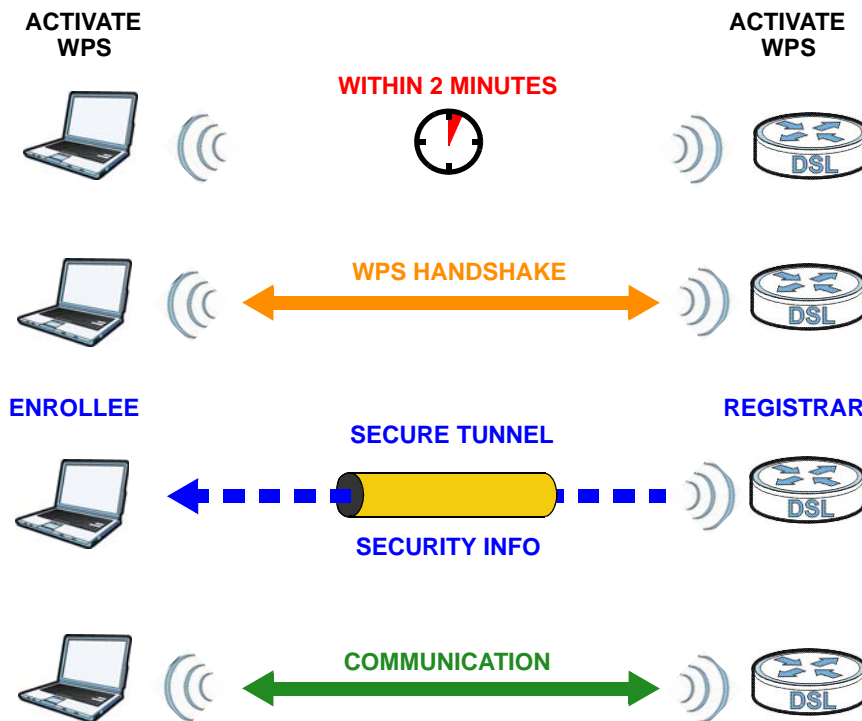 ACTIVATE
WPS
ACTIVATE
WPS
WITHIN 2 MINUTES
DSL
WPS HANDSHAKE
DSL
ENROLLEE
REGISTRAR
SECURE TUNNEL
DSL
SECURITY INFO
COMMUNICATION
DSL